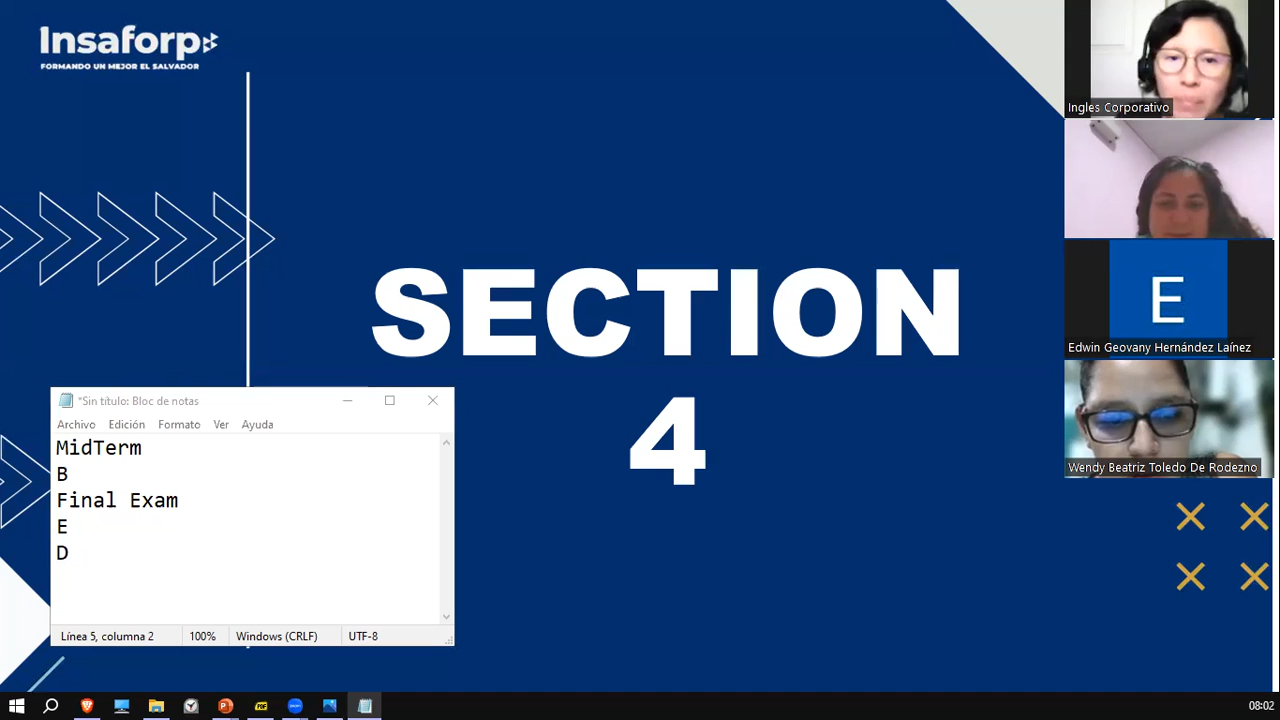 Insaforp
FORMANDO UN MEJOR EL SALVADOR
SECTION
4
*Sin título: Bloc de notas
Archivo Edición Formato Ver Ayuda
MidTerm
B
Final Exam
E
D
Línea 5, columna 2 100% Windows (CRLF) UTF-8
Ingles Corporativo
E
Edwin Geovany Hernández Laínez
Wendy Beatriz Toledo De Rodezno
08:02